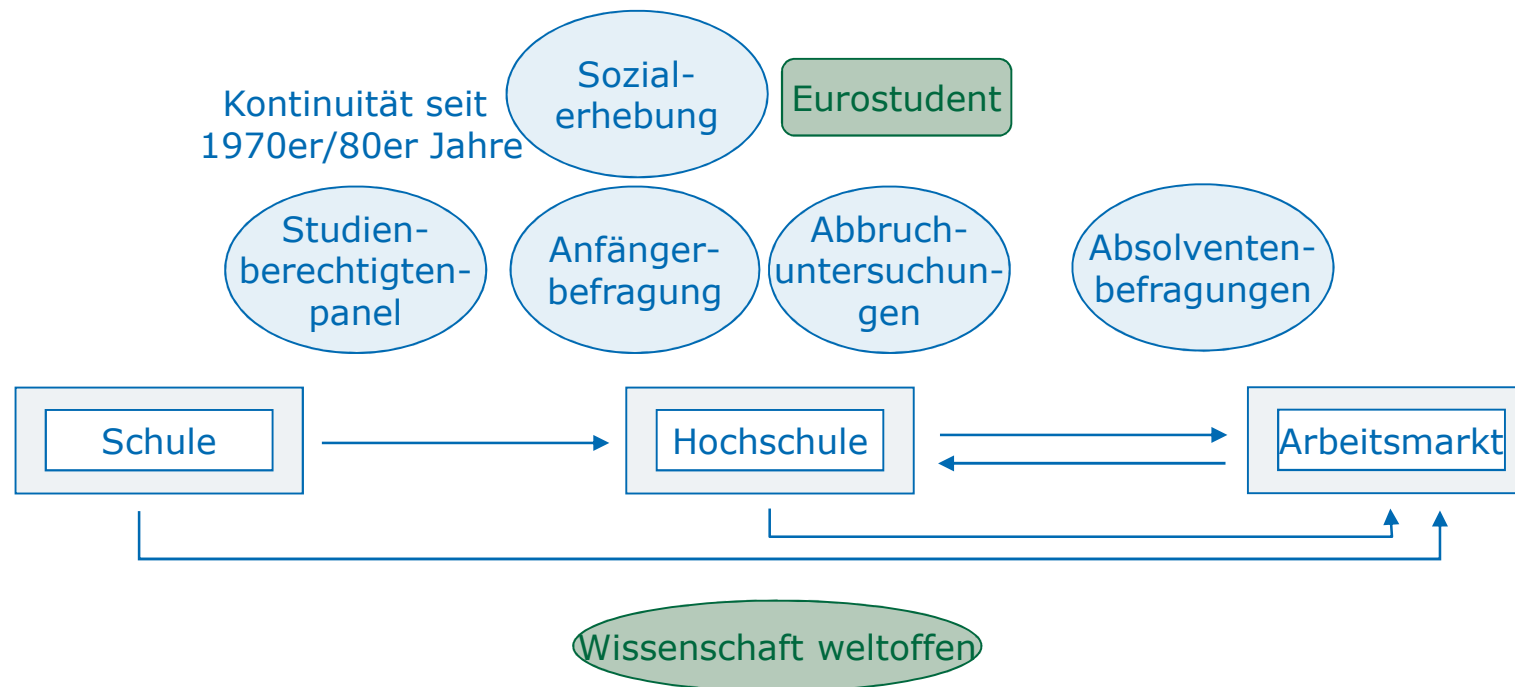 Sozial-
erhebung
Eurostudent
Kontinuität seit
1970er/80er Jahre
Studien-
berechtigten-
panel
Anfänger-
befragung
Abbruch-
untersuchun-
gen
Absolventen-
befragungen
Schule
Hochschule
Arbeitsmarkt
Wissenschaft weltoffen